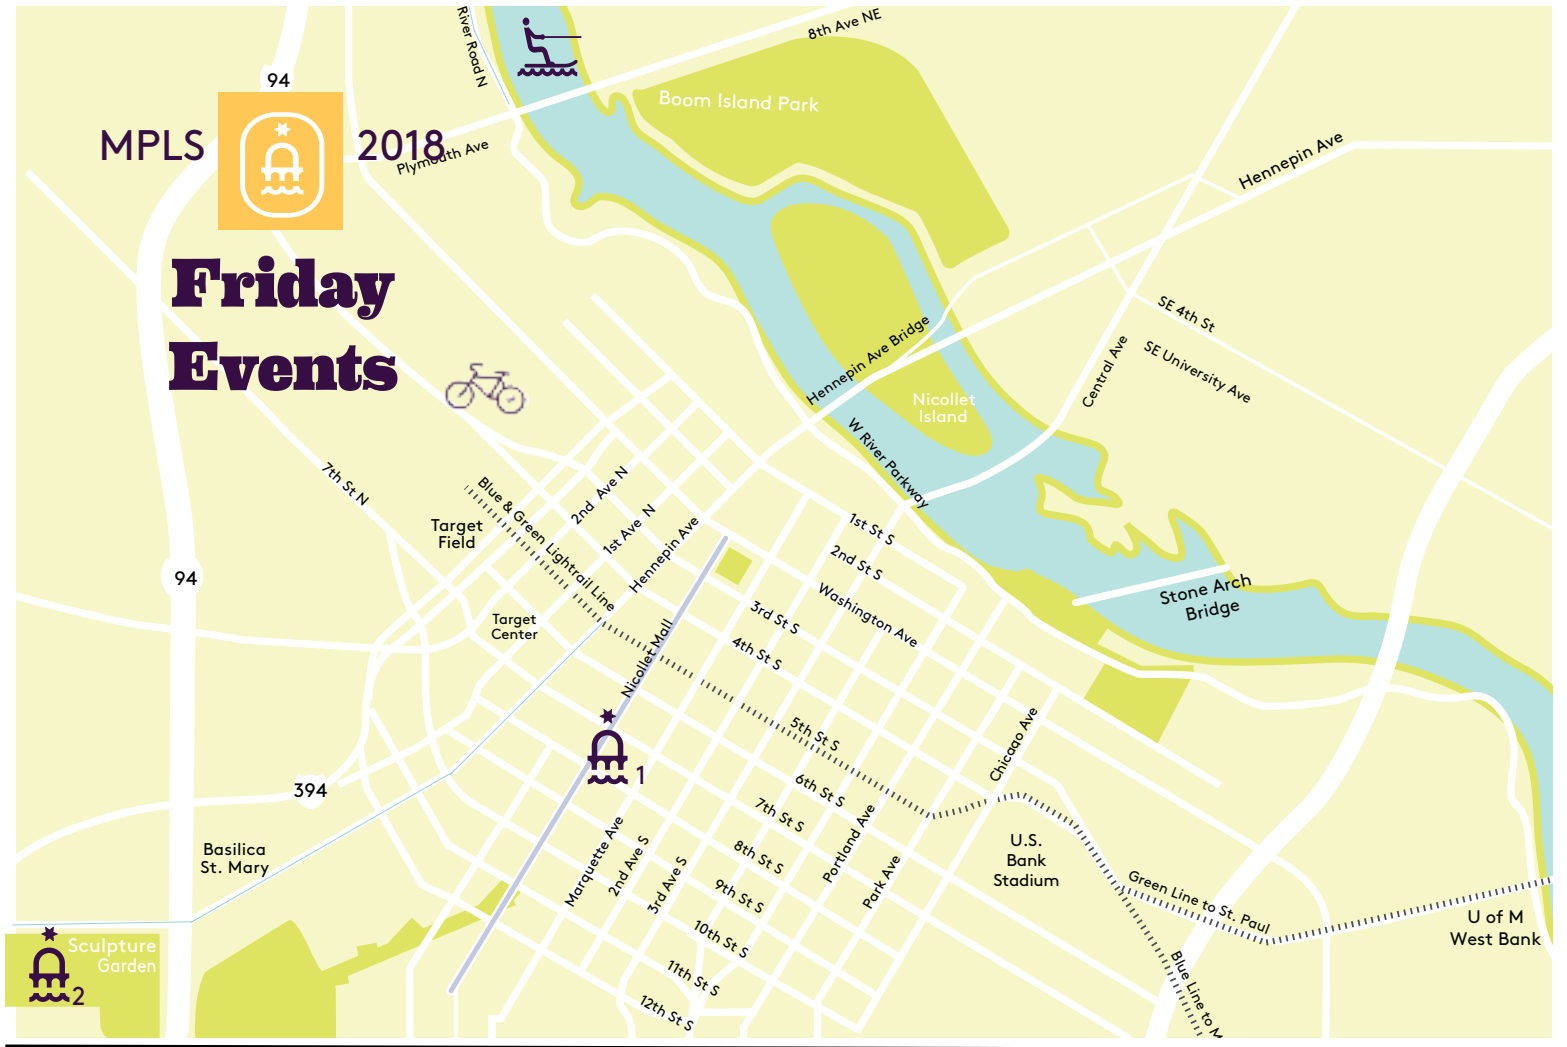 River Road N
8th Ave NE
94
Boom Island Park
MPLS 2018
Plymouth Ave
Hennepin Ave
Friday
Events
SE 4th St
SE University Ave
Central Ave
Hennepin Ave Bridge
Nicollet
Island
W River Parkway
7th St N
Blue & Green Lightrail Line
2nd Ave N
1st Ave N
Hennepin Ave
Target
Field
1st St S
2nd St S
Washington Ave
94
Stone Arch
Bridge
3rd St S
4th St S
Target
Center
Nicollet Mall
5th St S
Chicago Ave
1
394
6th St S
7th St S
8th St S
9th St S
10th St S
11th St S
12th St S
Marquette Ave
2nd Ave S
3rd Ave S
Portland Ave
Park Ave
Basilica
St. Mary
U.S.
Bank
Stadium
Green Line to St. Paul
U of M
West Bank
Sculpture
Garden
2
Blue Line to M